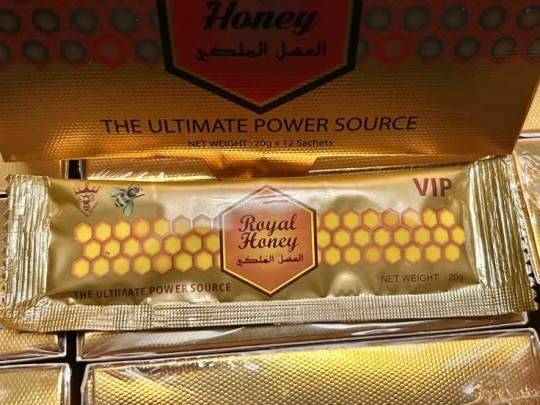 Honey
العسل الملكي
THE ULTIMATE POWER SOURCE
NET WEIGHT : 20g x 12 Sachets
VIP
Royal
Honey
العسل الملكي
THE ULTIMATE POWER SOURCE
NET WEIGHT 20g